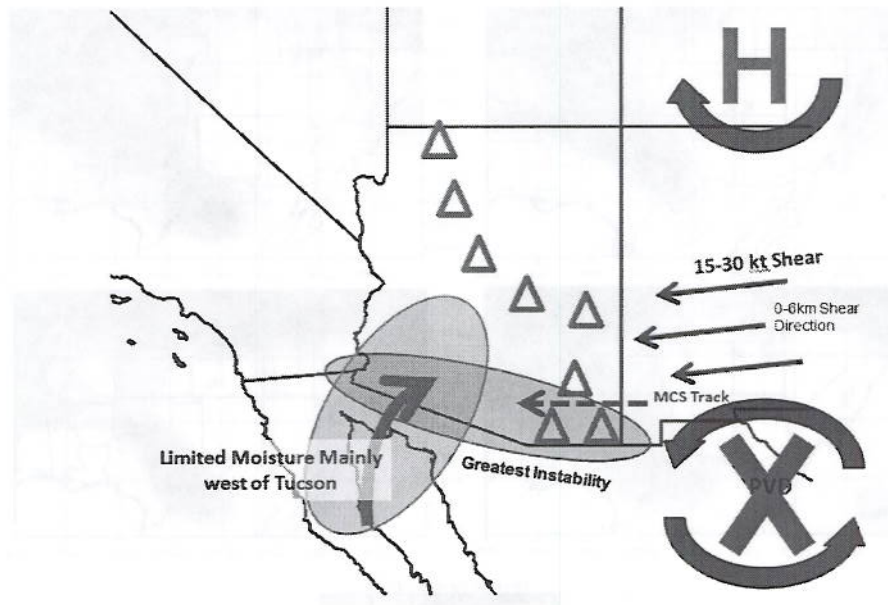 H
15-30 kt Shear
0-6km Shear
Direction
MCS Track
Limited Moisture Mainly
west of Tucson
Greatest Instability
PVD
X